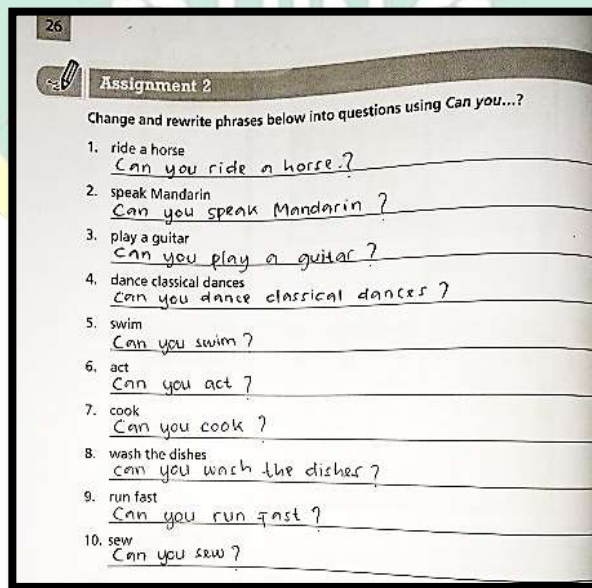 26
Assignment 2
Change and rewrite phrases below into questions using Can you...?
1. ride a horse
Can you ride a horse.?
2. speak Mandarin
Can you speak Mandarin ?
3. play a guitar
Can you play a guitar ?
4. dance classical dances
Can you dance classical dances ?
5. swim
Can you swim ?
6. act
Can you act ?
7. cook
Can you cook ?
8. wash the dishes
can you wash the dishes ?
9. run fast
Can you run fast ?
10. sew
Can you sew ?